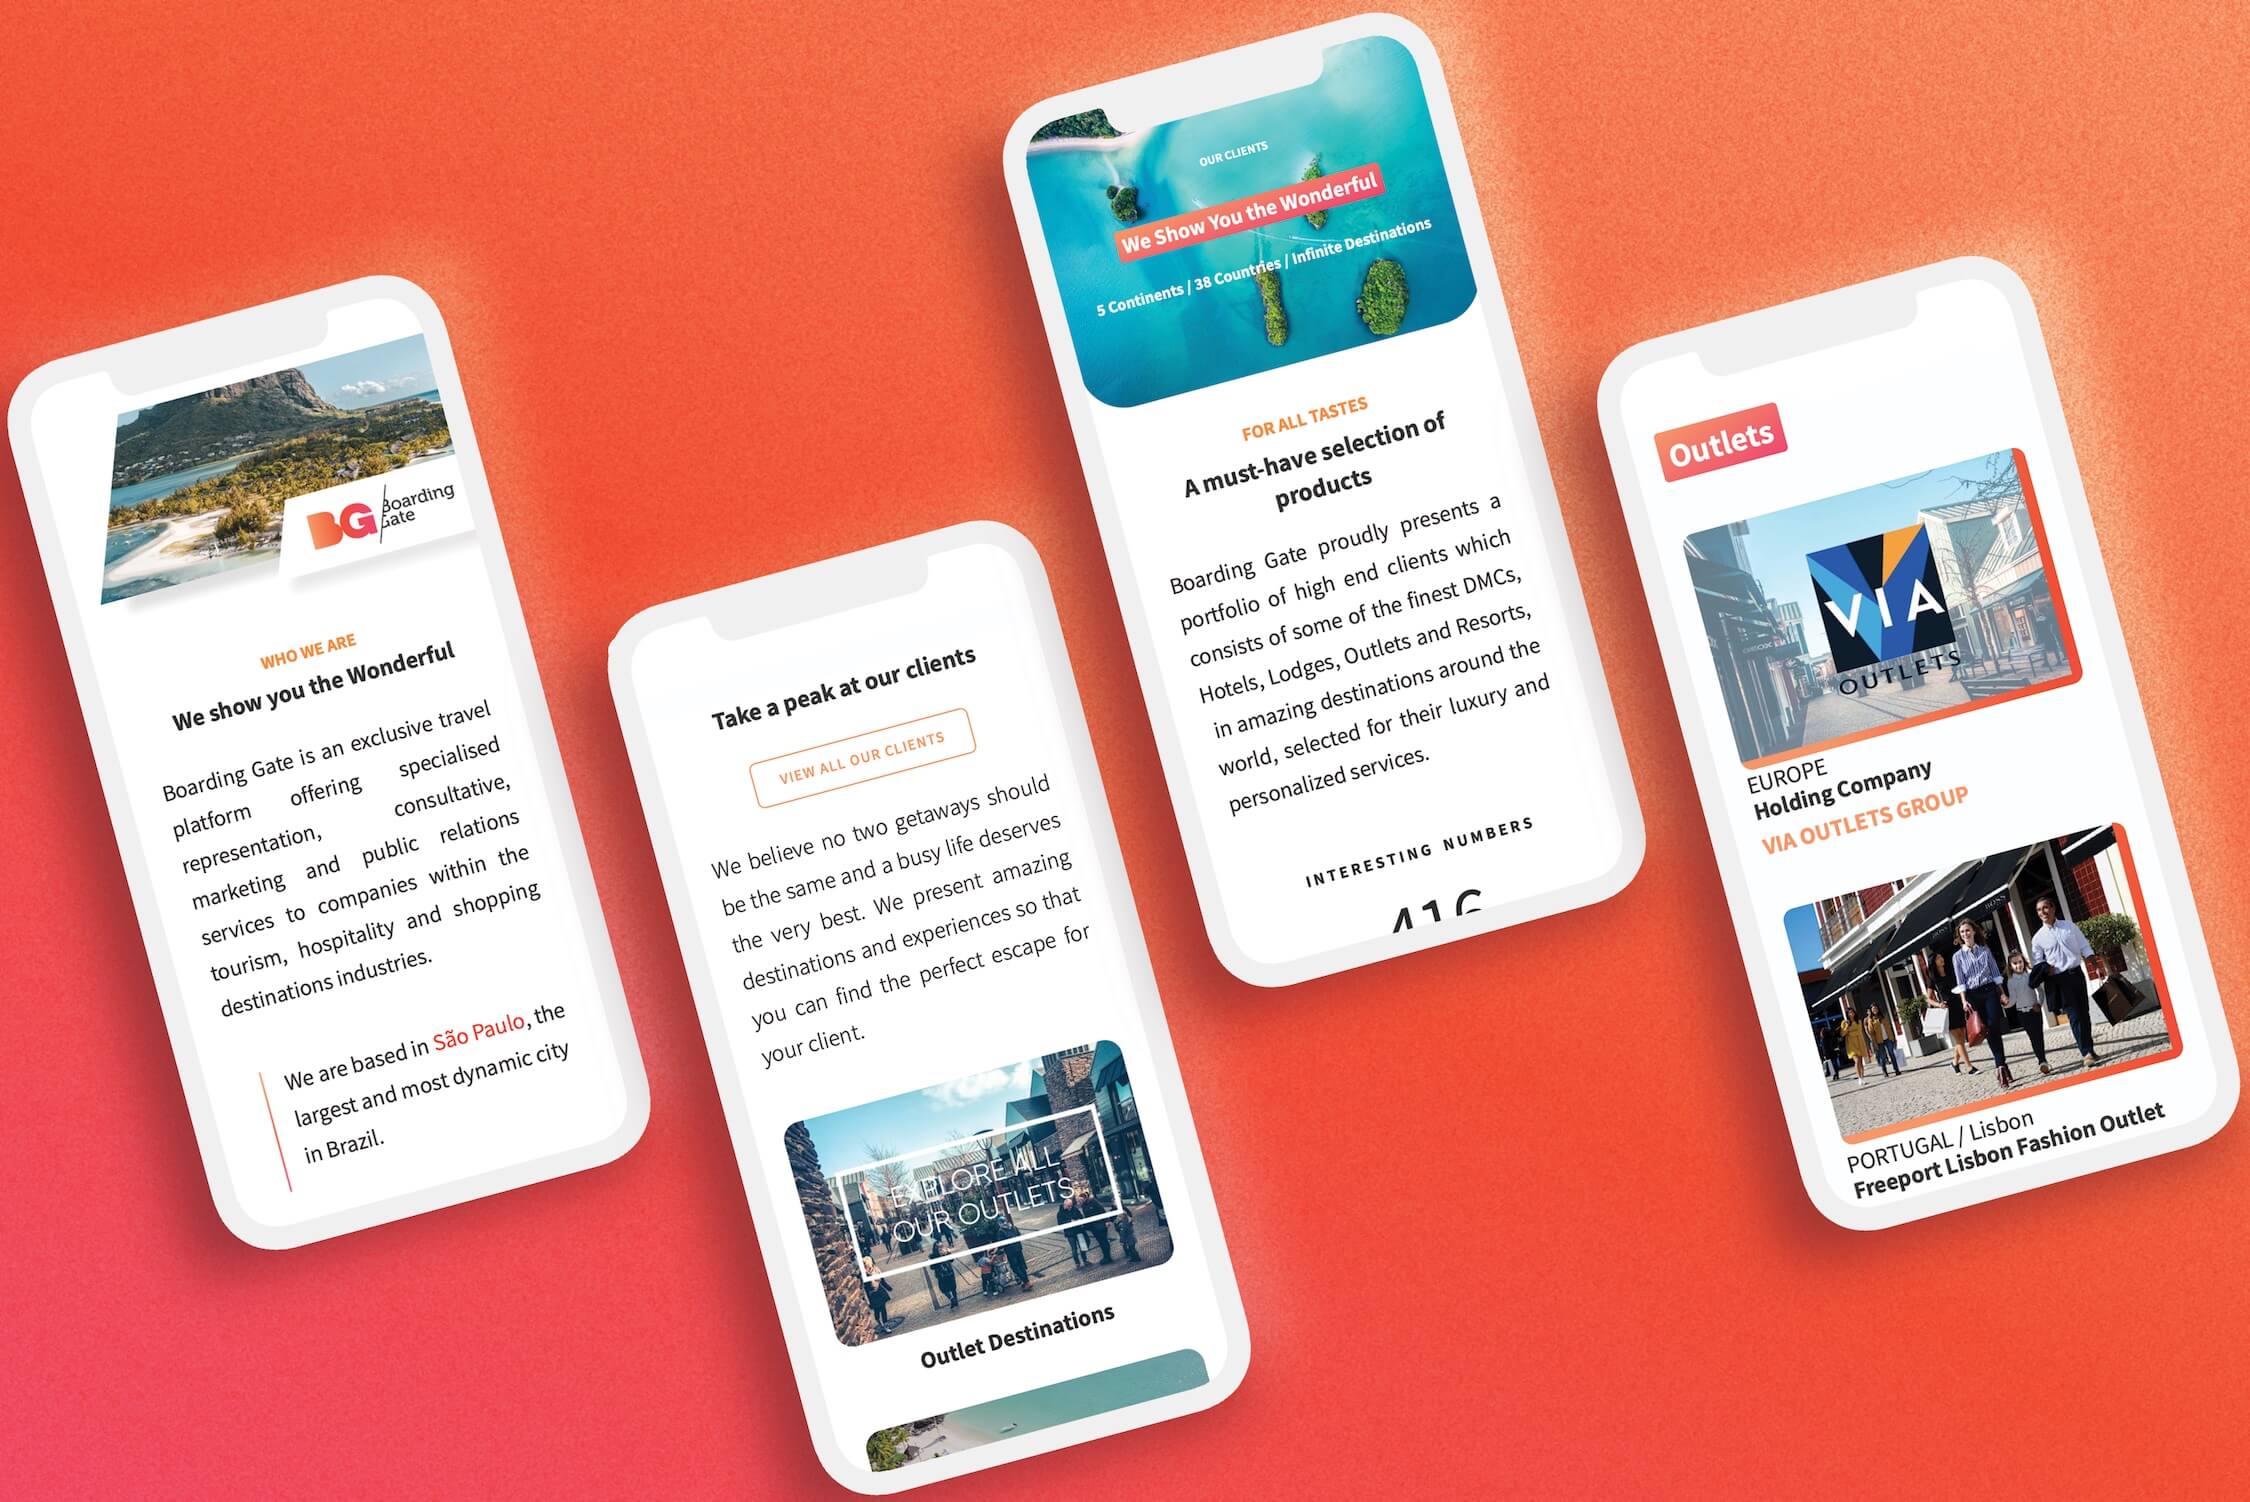 BG Boarding
Gate
WHO WE ARE
We show you the Wonderful
Boarding Gate is an exclusive travel
platform offering specialised
representation, consultative,
marketing and public relations
services to companies within the
tourism, hospitality and shopping
destinations industries.
We are based in São Paulo, the
largest and most dynamic city
in Brazil.
Take a peak at our clients
VIEW ALL OUR CLIENTS
We believe no two getaways should
be the same and a busy life deserves
the very best. We present amazing
destinations and experiences so that
you can find the perfect escape for
your client.
EXPLORE ALL
OUR OUTLETS
Outlet Destinations
OUR CLIENTS
We Show You the Wonderful
5 Continents / 38 Countries / Infinite Destinations
FOR ALL TASTES
A must-have selection of
products
Boarding Gate proudly presents a
portfolio of high end clients which
consists of some of the finest DMCs,
Hotels, Lodges, Outlets and Resorts,
in amazing destinations around the
world, selected for their luxury and
personalized services.
INTERESTING NUMBERS
Outlets
VIA
OUTLETS
EUROPE
Holding Company
VIA OUTLETS GROUP
BOSS
PORTUGAL / Lisbon
Freeport Lisbon Fashion Outlet